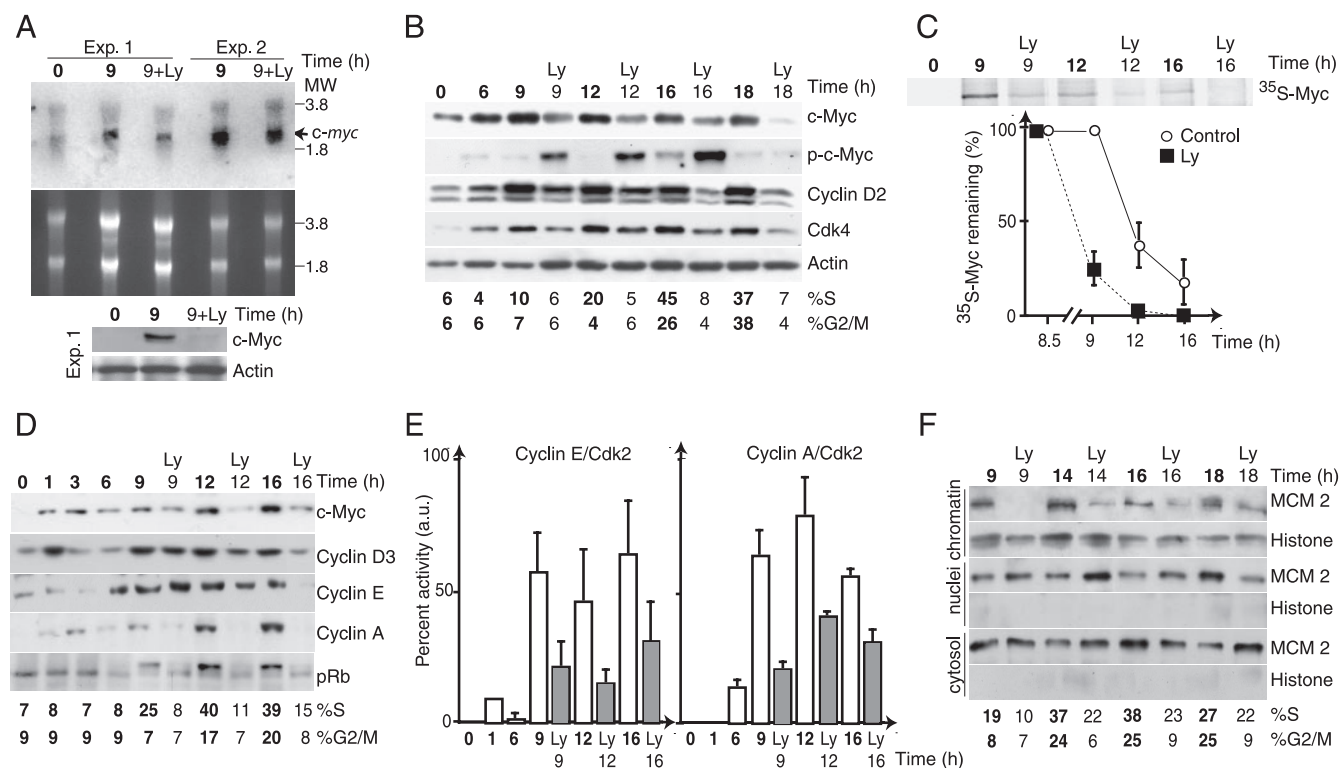 A
Exp. 1 Exp. 2
0 9 9+Ly 9 9+Ly Time (h)
MW
3.8
c-myc
1.8
3.8
1.8
0 9 9+Ly Time (h)
Exp. 1
c-Myc
Actin
B
Ly Ly Ly Ly
0 6 9 9 12 12 16 16 18 18 Time (h)
c-Myc
p-c-Myc
Cyclin D2
Cdk4
Actin
6 4 10 6 20 5 45 8 37 7 %S
6 6 7 6 4 6 26 4 38 4 %G2/M
C
Ly Ly Ly
0 9 9 12 12 16 16 Time (h)
35S-Myc
35S-Myc remaining (%)
100
50
0
Control
Ly
8.5 9 12 16 Time (h)
D
Ly Ly Ly
0 1 3 6 9 9 12 12 16 16 Time (h)
c-Myc
Cyclin D3
Cyclin E
Cyclin A
pRb
7 8 7 8 25 8 40 11 39 15 %S
9 9 9 9 7 7 17 7 20 8 %G2/M
E
Percent activity (a.u.)
100
50
0
Cyclin E/Cdk2
Cyclin A/Cdk2
0 1 6 9 Ly 12 Ly 16 Ly
9 12 16
0 1 6 9 Ly 12 Ly 16 Ly
9 12 16
Time (h)
F
Ly Ly Ly Ly
9 9 14 14 16 16 18 18 Time (h)
chromatin
MCM 2
Histone
nuclei
MCM 2
Histone
cytosol
MCM 2
Histone
19 10 37 22 38 23 27 22 %S
8 7 24 6 25 9 25 9 %G2/M